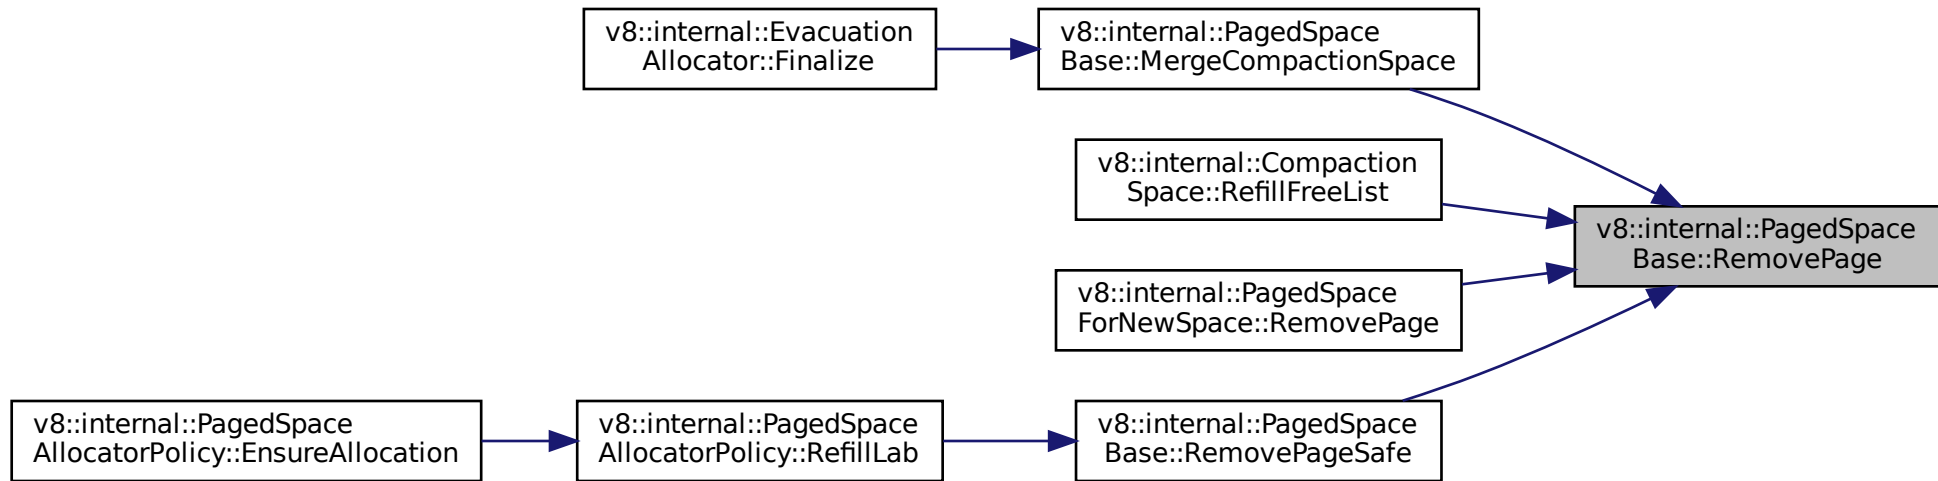 v8::internal::Evacuation
Allocator::Finalize
v8::internal::PagedSpace
Base::MergeCompactionSpace
v8::internal::Compaction
Space::RefillFreeList
v8::internal::PagedSpace
Base::RemovePage
v8::internal::PagedSpace
ForNewSpace::RemovePage
v8::internal::PagedSpace
AllocatorPolicy::EnsureAllocation
v8::internal::PagedSpace
AllocatorPolicy::RefillLab
v8::internal::PagedSpace
Base::RemovePageSafe